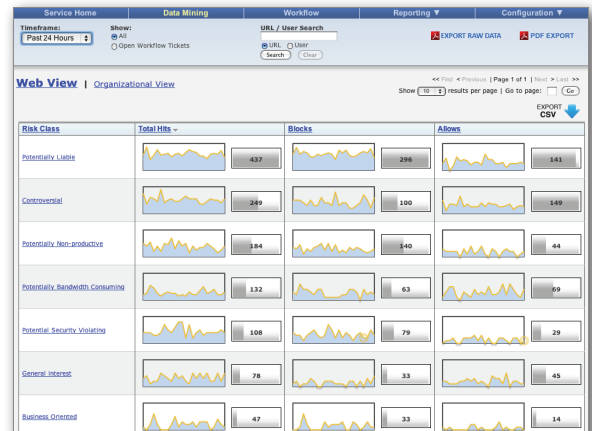 Service Home Data Mining Workflow Reporting ▼ Configuration ▼
Timeframe: Show: URL / User Search
Past 24 Hours All
Open Workflow Tickets
URL User
Search Clear
EXPORT RAW DATA PDF EXPORT
Web View | Organizational View
<< First < Previous | Page 1 of 1 | Next > Last >>
Show 10 results per page | Go to page: Go
EXPORT
CSV
Risk Class Total Hits Blocks Allows
Potentially Liable 437 296 141
Controversial 249 100 149
Potentially Non-productive 184 140 44
Potentially Bandwidth Consuming 132 63 69
Potential Security Violating 108 79 29
General Interest 78 33 45
Business Oriented 47 33 14